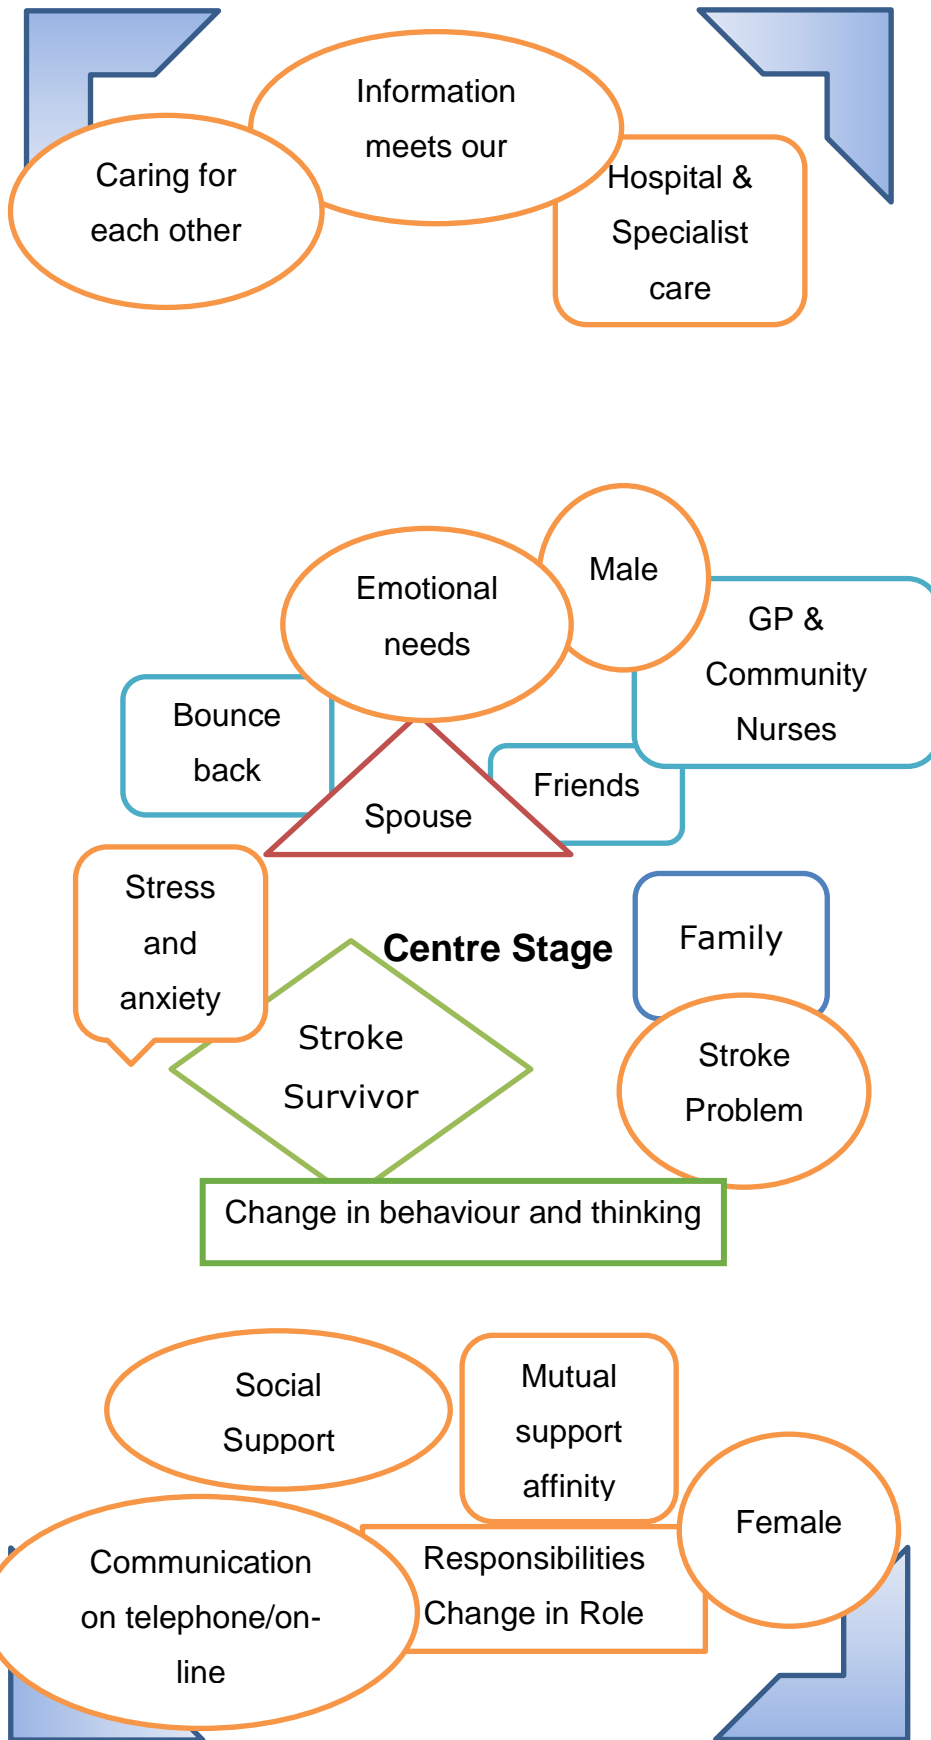 Information
meets our
Caring for
each other
Hospital &
Specialist
care
Male
Emotional
needs
GP &
Community
Nurses
Bounce
back
Friends
Spouse
Stress
and
anxiety
Centre Stage
Family
Stroke
Survivor
Stroke
Problem
Change in behaviour and thinking
Social
Support
Mutual
support
affinity
Female
Communication
on telephone/on-
line
Responsibilities
Change in Role